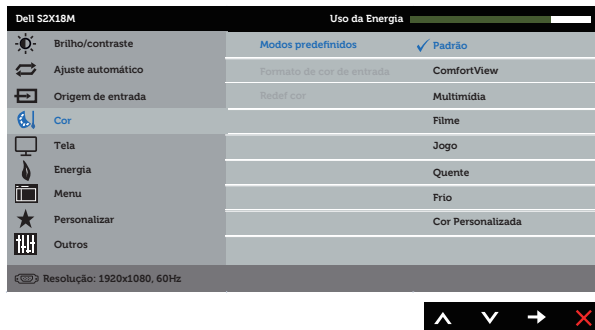 Dell S2X18M
Uso da Energia
Brilho/contraste
Modos predefinidos
Padrão
Ajuste automático
Formato de cor de entrada
ComfortView
Origem de entrada
Redef cor
Multimídia
Cor
Filme
Tela
Jogo
Energia
Quente
Menu
Frio
Personalizar
Cor Personalizada
Outros
Resolução: 1920x1080, 60Hz